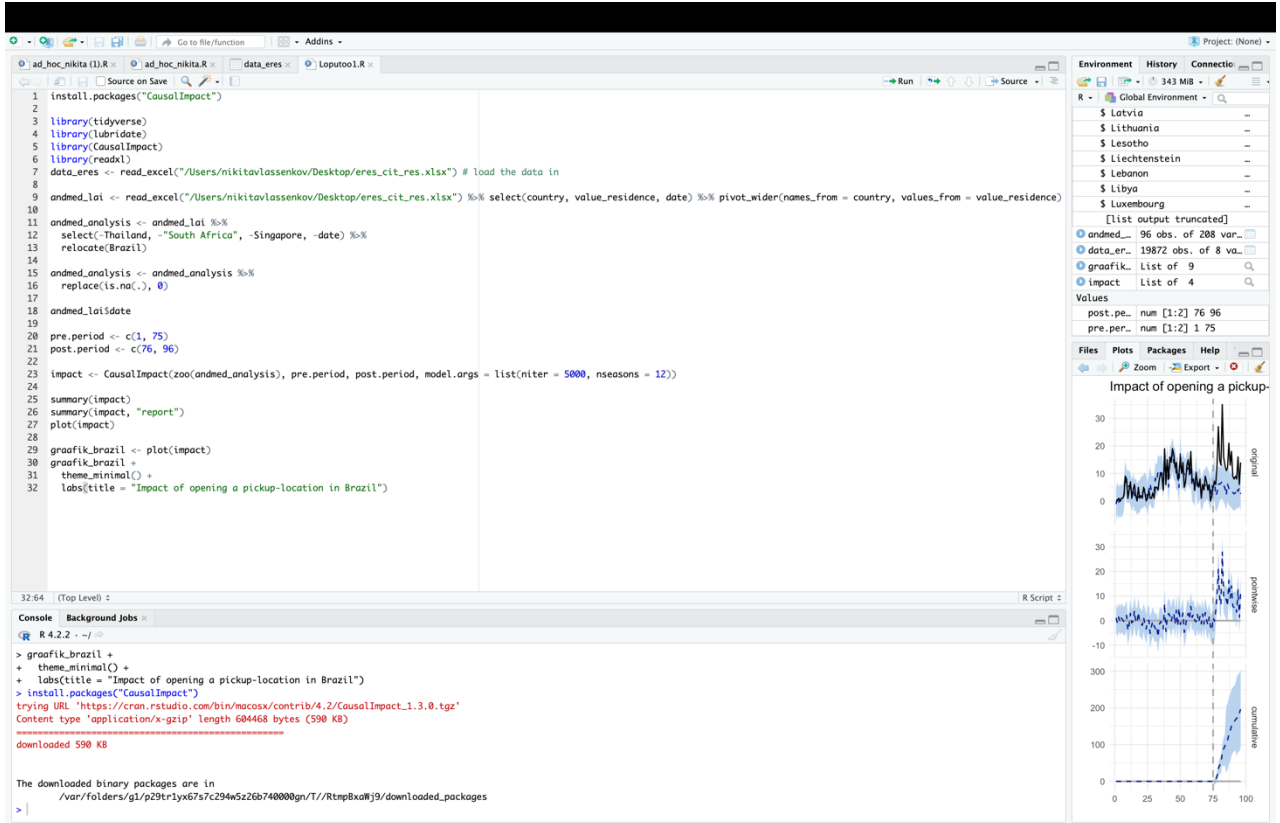 Go to file/function
Addins
Project: (None)
ad_hoc_nikita (1).R
ad_hoc_nikita.R
data_eres
Loputoo1.R
Source on Save
Run
Source
1 install.packages("CausalImpact")
2
3 library(tidyverse)
4 library(lubridate)
5 library(CausalImpact)
6 library(readxl)
7 data_eres <- read_excel("/Users/nikitavlassenkov/Desktop/eres_cit_res.xlsx") # load the data in
8
9 andmed_lai <- read_excel("/Users/nikitavlassenkov/Desktop/eres_cit_res.xlsx") %>% select(country, value_residence, date) %>% pivot_wider(names_from = country, values_from = value_residence)
10
11 andmed_analysis <- andmed_lai %>%
12 select(-Thailand, -"South Africa", -Singapore, -date) %>%
13 relocate(Brazil)
14
15 andmed_analysis <- andmed_analysis %>%
16 replace(is.na(.), 0)
17
18 andmed_lai$date
19
20 pre.period <- c(1, 75)
21 post.period <- c(76, 96)
22
23 impact <- CausalImpact(zoo(andmed_analysis), pre.period, post.period, model.args = list(niter = 5000, nseasons = 12))
24
25 summary(impact)
26 summary(impact, "report")
27 plot(impact)
28
29 graafik_brazil <- plot(impact)
30 graafik_brazil +
31 theme_minimal() +
32 labs(title = "Impact of opening a pickup-location in Brazil")
32:64 (Top Level)
R Script
Console Background Jobs
R 4.2.2 · ~/
> graafik_brazil +
+ theme_minimal() +
+ labs(title = "Impact of opening a pickup-location in Brazil")
> install.packages("CausalImpact")
trying URL 'https://cran.rstudio.com/bin/macosx/contrib/4.2/CausalImpact_1.3.0.tgz'
Content type 'application/x-gzip' length 604468 bytes (590 KB)
==================================================
downloaded 590 KB
The downloaded binary packages are in
/var/folders/g1/p29tr1yx67s7c294w5z26b740000gn/T//RtmpBxaWj9/downloaded_packages
>
Environment History Connectio
343 MiB
R Global Environment
$ Latvia …
$ Lithuania …
$ Lesotho …
$ Liechtenstein …
$ Lebanon …
$ Libya …
$ Luxembourg …
[list output truncated]
andmed_… 96 obs. of 208 var…
data_er… 19872 obs. of 8 va…
graafik… List of 9
impact List of 4
Values
post.pe… num [1:2] 76 96
pre.per… num [1:2] 1 75
Files Plots Packages Help
Zoom Export
Impact of opening a pickup-
30
20
10
0
original
30
20
10
0
-10
pointwise
300
200
100
0
cumulative
0 25 50 75 100